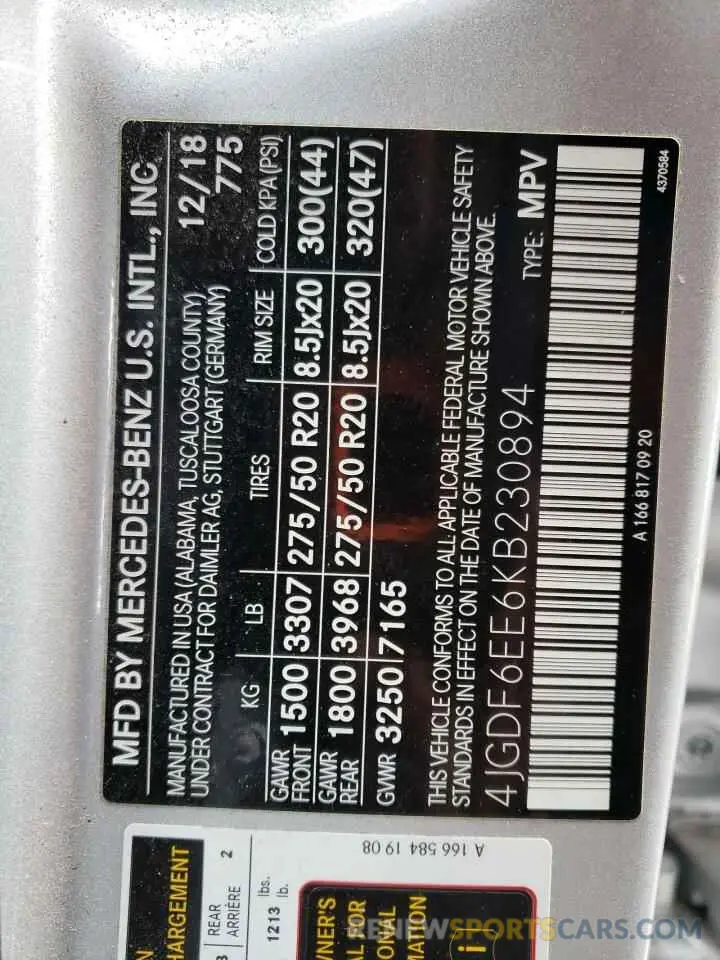 MFD BY MERCEDES-BENZ U.S. INTL., INC
MANUFACTURED IN USA (ALABAMA, TUSCALOOSA COUNTY) 12/18
UNDER CONTRACT FOR DAIMLER AG, STUTTGART (GERMANY) 775
KG LB TIRES RIM SIZE COLD KPA (PSI)
GAWR FRONT 1500 3307 275/50 R20 8.5Jx20 300(44)
GAWR REAR 1800 3968 275/50 R20 8.5Jx20 320(47)
GVWR 3250 7165
THIS VEHICLE CONFORMS TO ALL APPLICABLE FEDERAL MOTOR VEHICLE SAFETY
STANDARDS IN EFFECT ON THE DATE OF MANUFACTURE SHOWN ABOVE.
4JGDF6EE6KB230894 TYPE: MPV
A 166 817 09 20
4370584
HARGEMENT
REAR
ARRIÈRE 2
1213 lbs.
lb.
A 166 584 19 08
RENEWSPORTSCARS.COM